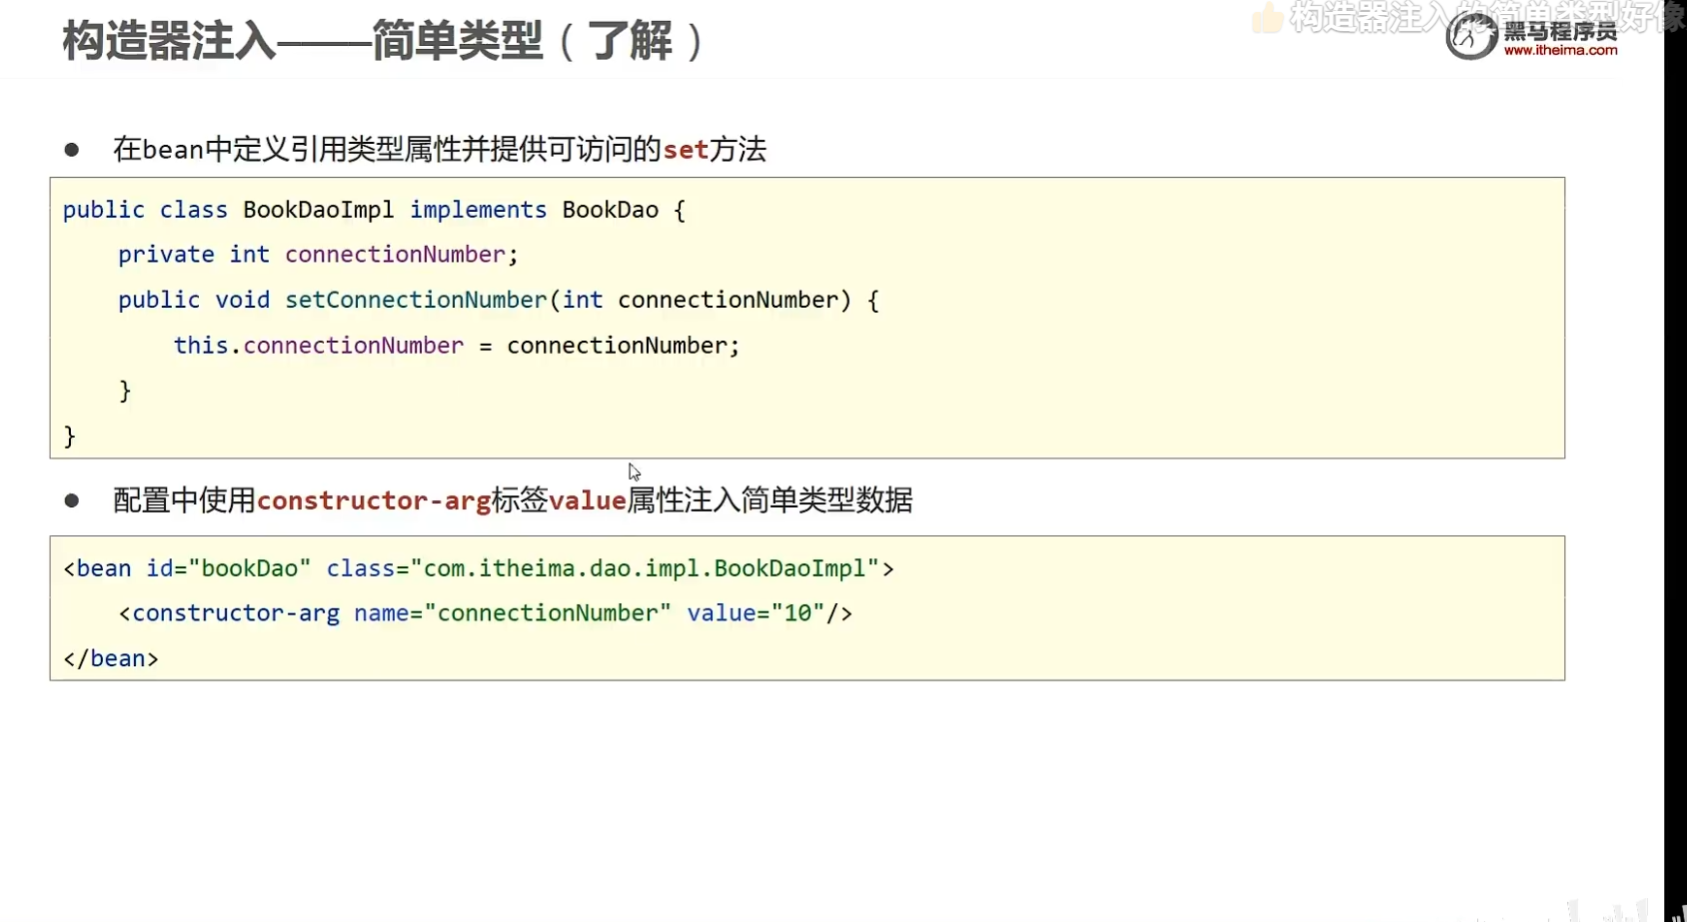 构造器注入——简单类型（了解）
👍构造器注入的简单类型好像
黑马程序员
www.itheima.com
● 在bean中定义引用类型属性并提供可访问的set方法
public class BookDaoImpl implements BookDao {
    private int connectionNumber;
    public void setConnectionNumber(int connectionNumber) {
        this.connectionNumber = connectionNumber;
    }
}
● 配置中使用constructor-arg标签value属性注入简单类型数据
<bean id="bookDao" class="com.itheima.dao.impl.BookDaoImpl">
    <constructor-arg name="connectionNumber" value="10"/>
</bean>